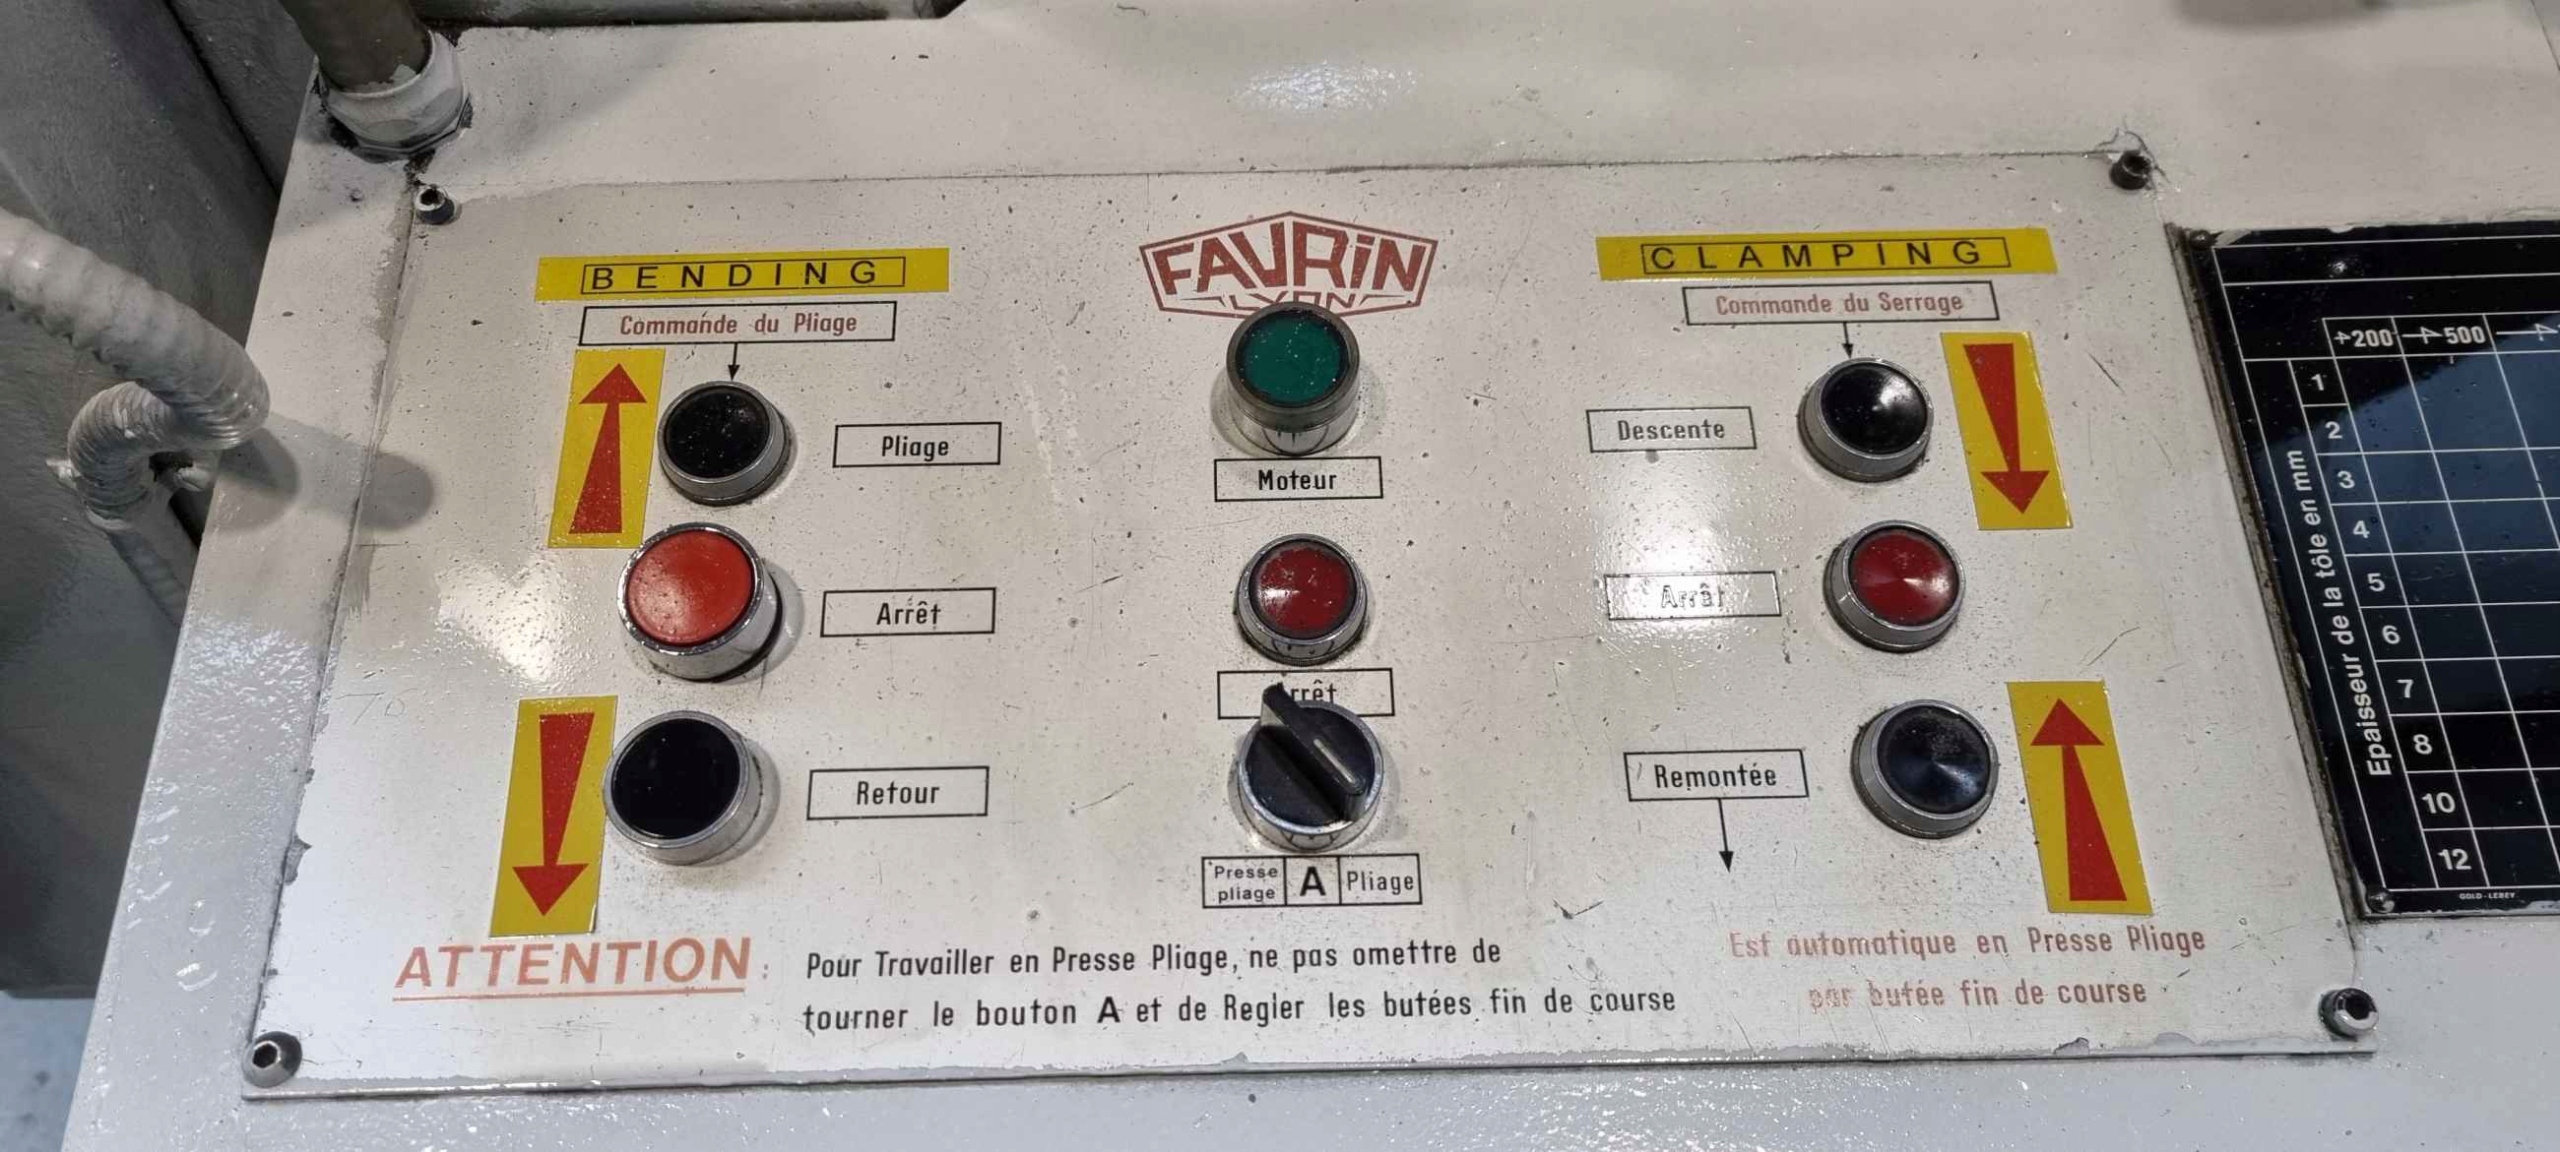 BENDING
Commande du Pliage
Pliage
Arrêt
Retour
FAVRIN
LYON
Moteur
rrêt
Presse
pliage
A
Pliage
CLAMPING
Commande du Serrage
Descente
Arrêt
Remontée
ATTENTION :
Pour Travailler en Presse Pliage, ne pas omettre de
tourner le bouton A et de Regler les butées fin de course
Est automatique en Presse Pliage
par butée fin de course
+200 500
Epaisseur de la tôle en mm
1
2
3
4
5
6
7
8
10
12